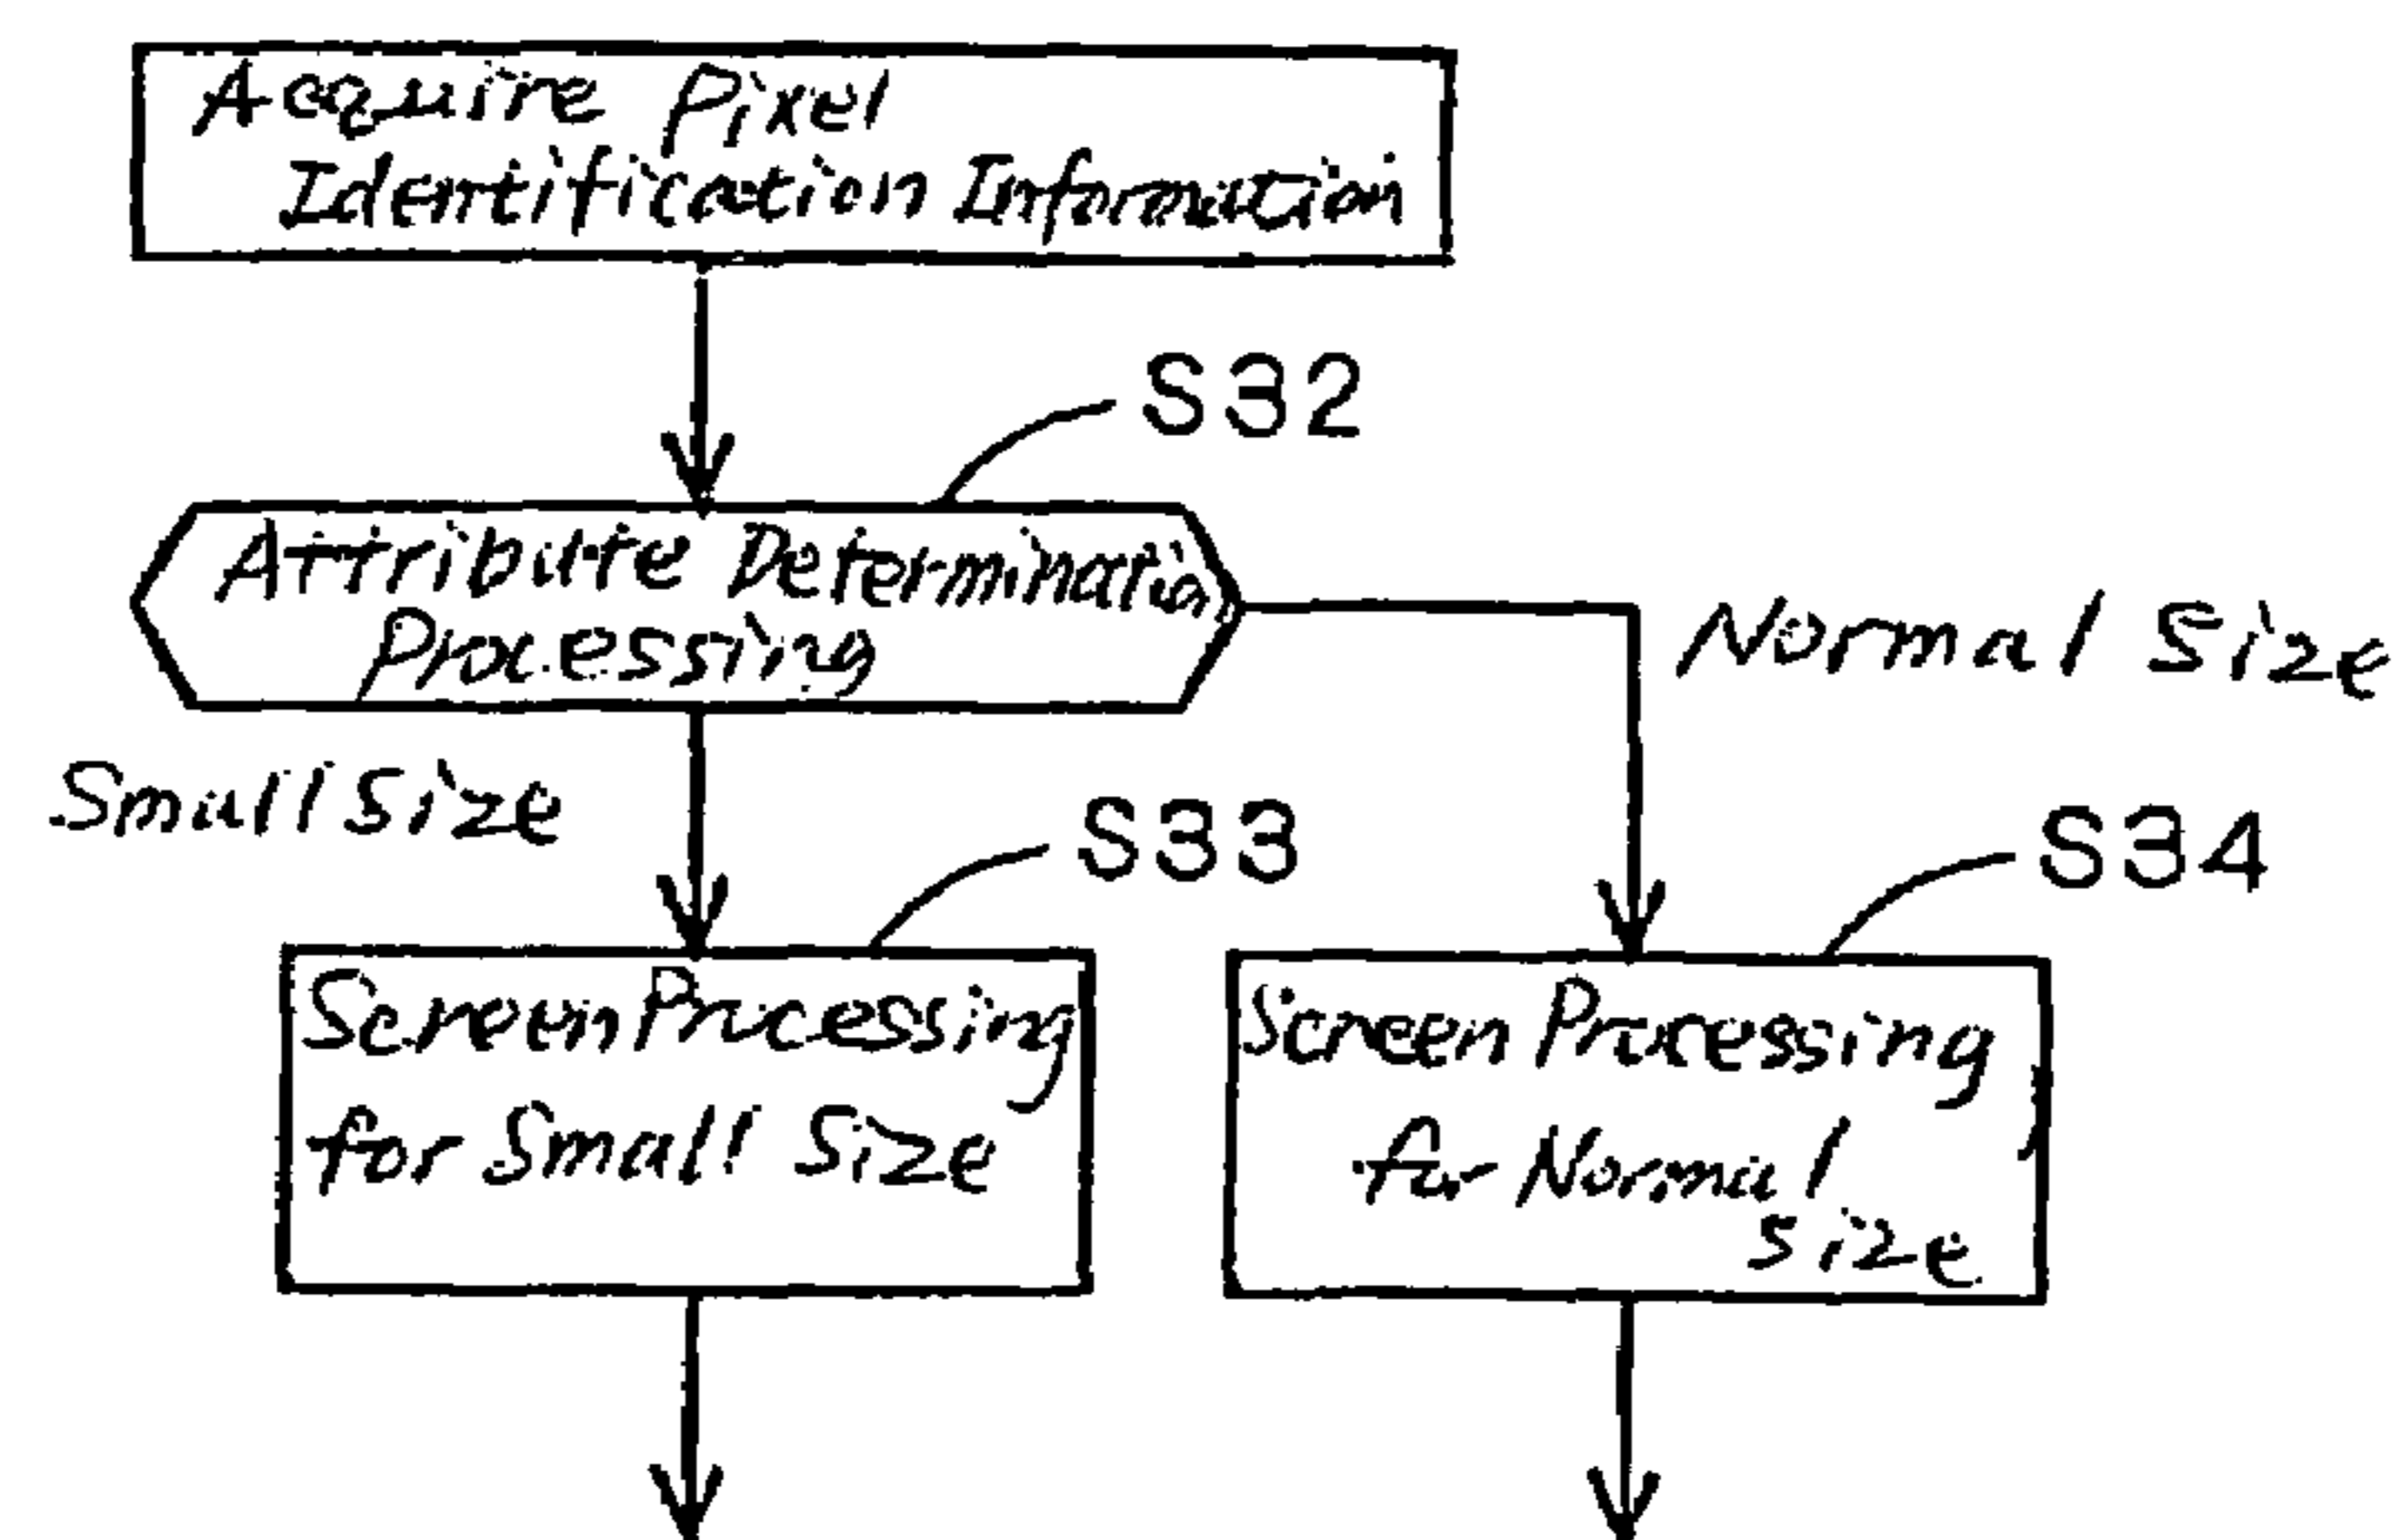 Acquire Pixel
Identification Information
S32
Attribute Determination
Processing
Normal Size
Small Size
S33
S34
Screen Processing
for Small Size
Screen Processing
for Normal
Size